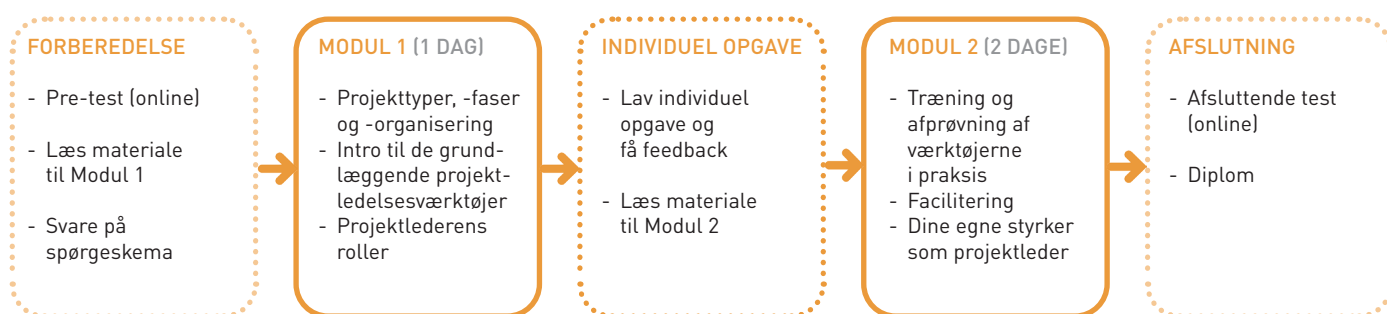 FORBEREDELSE
- Pre-test (online)
- Læs materiale
til Modul 1
- Svare på
spørgeskema
MODUL 1 (1 DAG)
- Projekttyper, -faser
og -organisering
- Intro til de grund-
læggende projekt-
ledelsesværktøjer
- Projektlederens
roller
INDIVIDUEL OPGAVE
- Lav individuel
opgave og
få feedback
- Læs materiale
til Modul 2
MODUL 2 (2 DAGE)
- Træning og
afprøvning af
værktøjerne
i praksis
- Facilitering
- Dine egne styrker
som projektleder
AFSLUTNING
- Afsluttende test
(online)
- Diplom